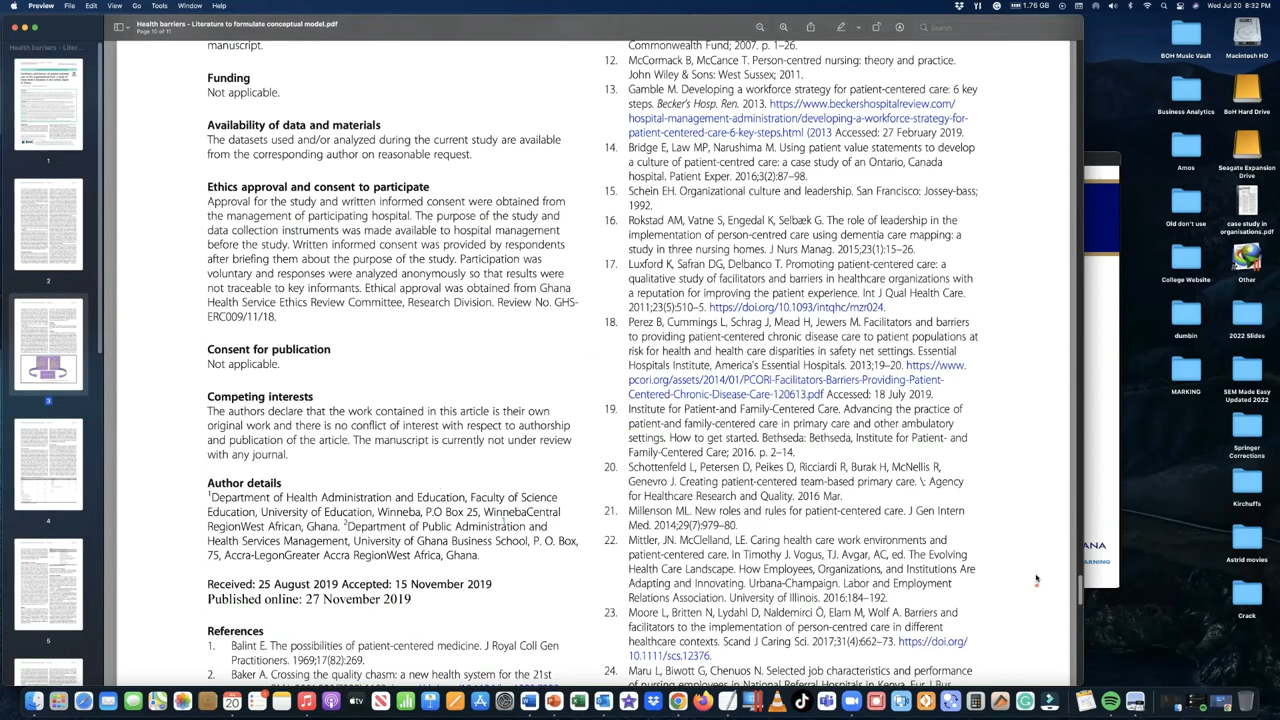 Preview
File
Edit
View
Go
Tools
Window
Help
1.76 GB
Wed Jul 20 8:32 PM
Health barriers - Liter...
Health barriers - Literature to formulate conceptual model.pdf
Page 10 of 11
Search
1
2
3
4
5
manuscript.
Funding
Not applicable.
Availability of data and materials
The datasets used and/or analyzed during the current study are available
from the corresponding author on reasonable request.
Ethics approval and consent to participate
Approval for the study and written informed consent were obtained from
the management of participating hospital. The purpose of the study and
data collection instruments was made available to hospital management
before the study. Written informed consent was provided by respondents
after briefing them about the purpose of the study. Participation was
voluntary and responses were analyzed anonymously so that results were
not traceable to key informants. Ethical approval was obtained from Ghana
Health Service Ethics Review Committee, Research Division. Review No. GHS-
ERC009/11/18.
Consent for publication
Not applicable.
Competing interests
The authors declare that the work contained in this article is their own
original work and there is no conflict of interest with respect to authorship
and publication of the article. The manuscript is currently not under review
with any journal.
Author details
1Department of Health Administration and Education, Faculty of Science
Education, University of Education, Winneba, P.O Box 25, WinnebaCentral
RegionWest African, Ghana. 2Department of Public Administration and
Health Services Management, University of Ghana Business School, P. O. Box,
75, Accra-LegonGreater Accra RegionWest Africa, Ghana.
Received: 25 August 2019 Accepted: 15 November 2019
Published online: 27 November 2019
References
1. Balint E. The possibilities of patient-centered medicine. J Royal Coll Gen
Practitioners. 1969;17(82):269.
2. Baker A. Crossing the quality chasm: a new health system for the 21st
Commonwealth Fund; 2007. p. 1–26.
12. McCormack B, McCance T. Person-centred nursing: theory and practice.
John Wiley & Sons: West Sussex; 2011.
13. Gamble M. Developing a workforce strategy for patient-centered care: 6 key
steps. Becker's Hosp. Rev. 2013. https://www.beckershospitalreview.com/
hospital-management-administration/developing-a-workforce-strategy-for-
patient-centered-care-6-key-steps.html (2013 Accessed: 27 February 2019.
14. Bridge E, Law MP, Narushima M. Using patient value statements to develop
a culture of patient-centred care: a case study of an Ontario, Canada
hospital. Patient Exper. 2016;3(2):87–98.
15. Schein EH. Organizational culture and leadership. San Francisco: Jossey-bass;
1992.
16. Rokstad AM, Vatne S, Engedal K, Selbæk G. The role of leadership in the
implementation of person-centred care using dementia care mapping: a
study in three nursing homes. J Nurs Manag. 2015;23(1):15–26.
17. Luxford K, Safran DG, Delbanco T. Promoting patient-centered care: a
qualitative study of facilitators and barriers in healthcare organizations with
a reputation for improving the patient experience. Int J Qual Health Care.
2011;23(5):510–5. https://doi.org/10.1093/intqhc/mzr024.
18. Perez B, Cummings L, Schrag J, Mead H, Jewers M. Facilitators and barriers
to providing patient-centered chronic disease care to patient populations at
risk for health and health care disparities in safety net settings. Essential
Hospitals Institute, America's Essential Hospitals. 2013;19–20. https://www.
pcori.org/assets/2014/01/PCORI-Facilitators-Barriers-Providing-Patient-
Centered-Chronic-Disease-Care-120613.pdf Accessed: 18 July 2019.
19. Institute for Patient-and Family-Centered Care. Advancing the practice of
patient-and family-centered care in primary care and other ambulatory
settings. How to get started. Bethseda: Bethseda, Institute for Patient- and
Family-Centered Care; 2016. p. 2–14.
20. Schottenfeld L, Petersen D, Peikes D, Ricciardi R, Burak H, McNellis R,
Genevro J. Creating patient-centered team-based primary care. \: Agency
for Healthcare Research and Quality. 2016 Mar.
21. Millenson ML. New roles and rules for patient-centered care. J Gen Intern
Med. 2014;29(7):979–80.
22. Mittler, JN. McClelland, LE. Caring health care work environments and
patient-centered care. In Timothy J. Vogus, TJ. Avgar, AC, ed. The Evolving
Health Care Landscape. How Employees, Organizations, and Institutions Are
Adapting and Innovating. Urbana-Champaign. Labor and Employment
Relations Association. University of Illinois. 2016:184–192.
23. Moore L, Britten N, Lydahl D, Naldemirci Ö, Elam M, Wolf A. Barriers and
facilitators to the implementation of person-centred care in different
healthcare contexts. Scand J Caring Sci. 2017;31(4):662–73. https://doi.org/
10.1111/scs.12376.
24. Maru L, Biwott G, Chenuos N. Selected job characteristics and performance
of nursing employees in National Referral Hospitals in Kenya. Eur J Bus
BOH Music Vault
Macintosh HD
Business Analytics
BoH Hard Drive
Amos
Seagate Expansion
Drive
Old don't use
case study in
organisations.pdf
College Website
Other
dumbin
2022 Slides
MARKING
SEM Made Easy
Updated 2022
Springer
Corrections
Kirchuffs
Astrid movies
Crack
ANA
ARNING